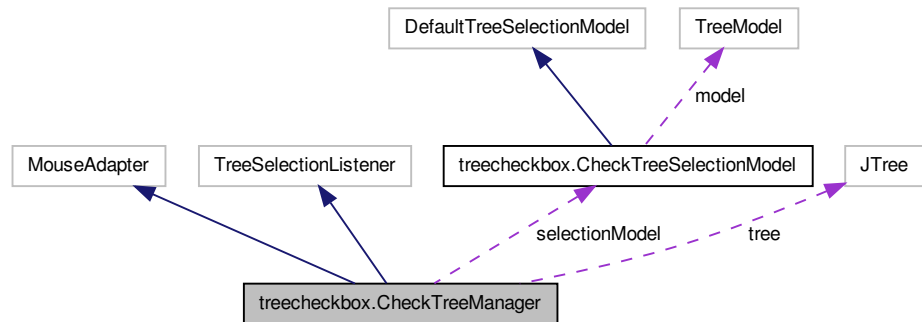 DefaultTreeSelectionModel
TreeModel
model
MouseAdapter
TreeSelectionListener
treecheckbox.CheckTreeSelectionModel
JTree
selectionModel
tree
treecheckbox.CheckTreeManager